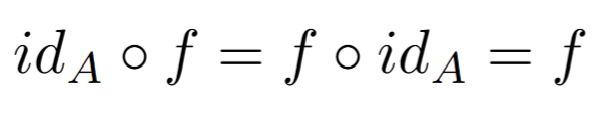 id_A ∘ f = f ∘ id_A = f